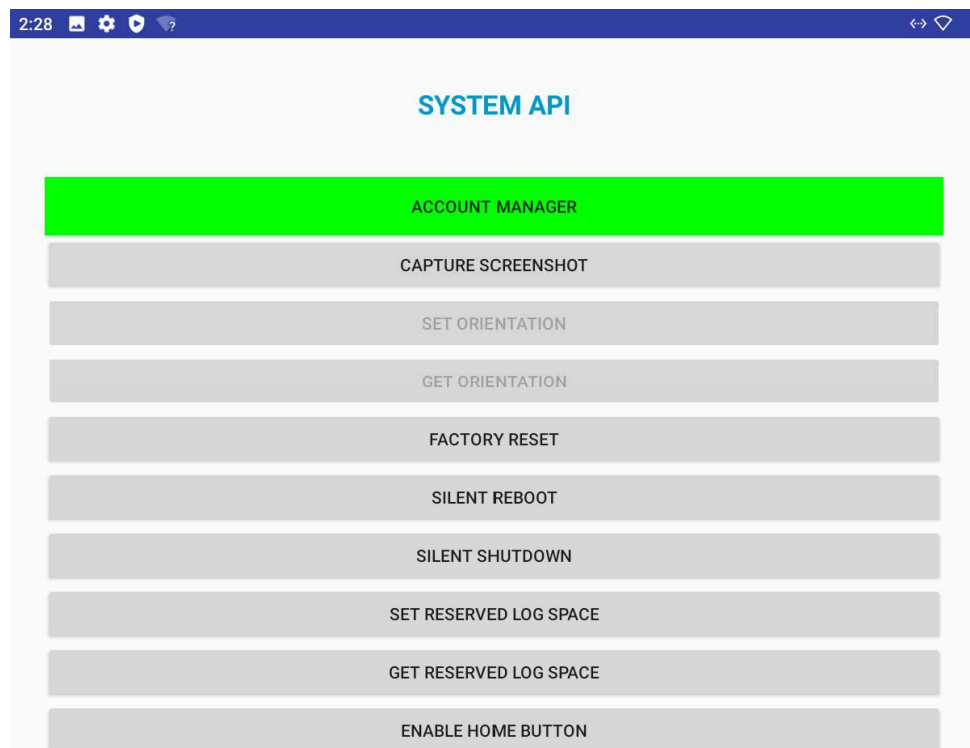 2:28
SYSTEM API
ACCOUNT MANAGER
CAPTURE SCREENSHOT
SET ORIENTATION
GET ORIENTATION
FACTORY RESET
SILENT REBOOT
SILENT SHUTDOWN
SET RESERVED LOG SPACE
GET RESERVED LOG SPACE
ENABLE HOME BUTTON